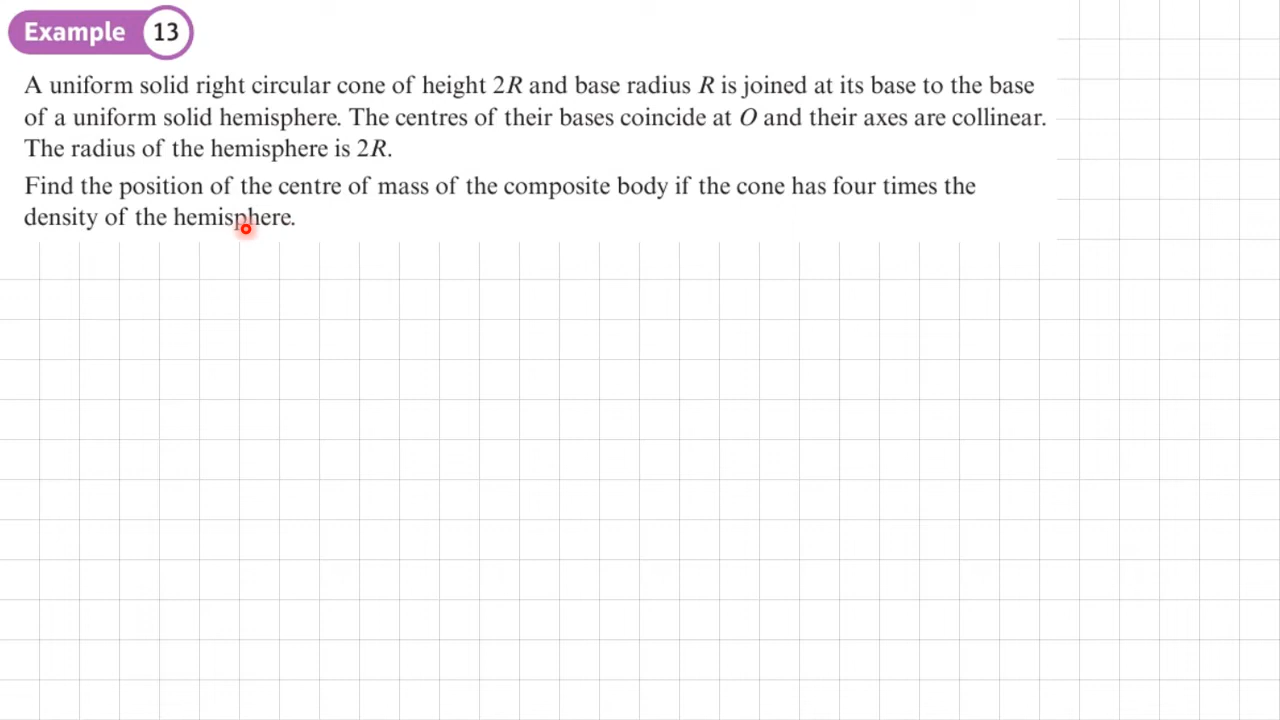 Example 13
A uniform solid right circular cone of height 2R and base radius R is joined at its base to the base
of a uniform solid hemisphere. The centres of their bases coincide at O and their axes are collinear.
The radius of the hemisphere is 2R.
Find the position of the centre of mass of the composite body if the cone has four times the
density of the hemisphere.